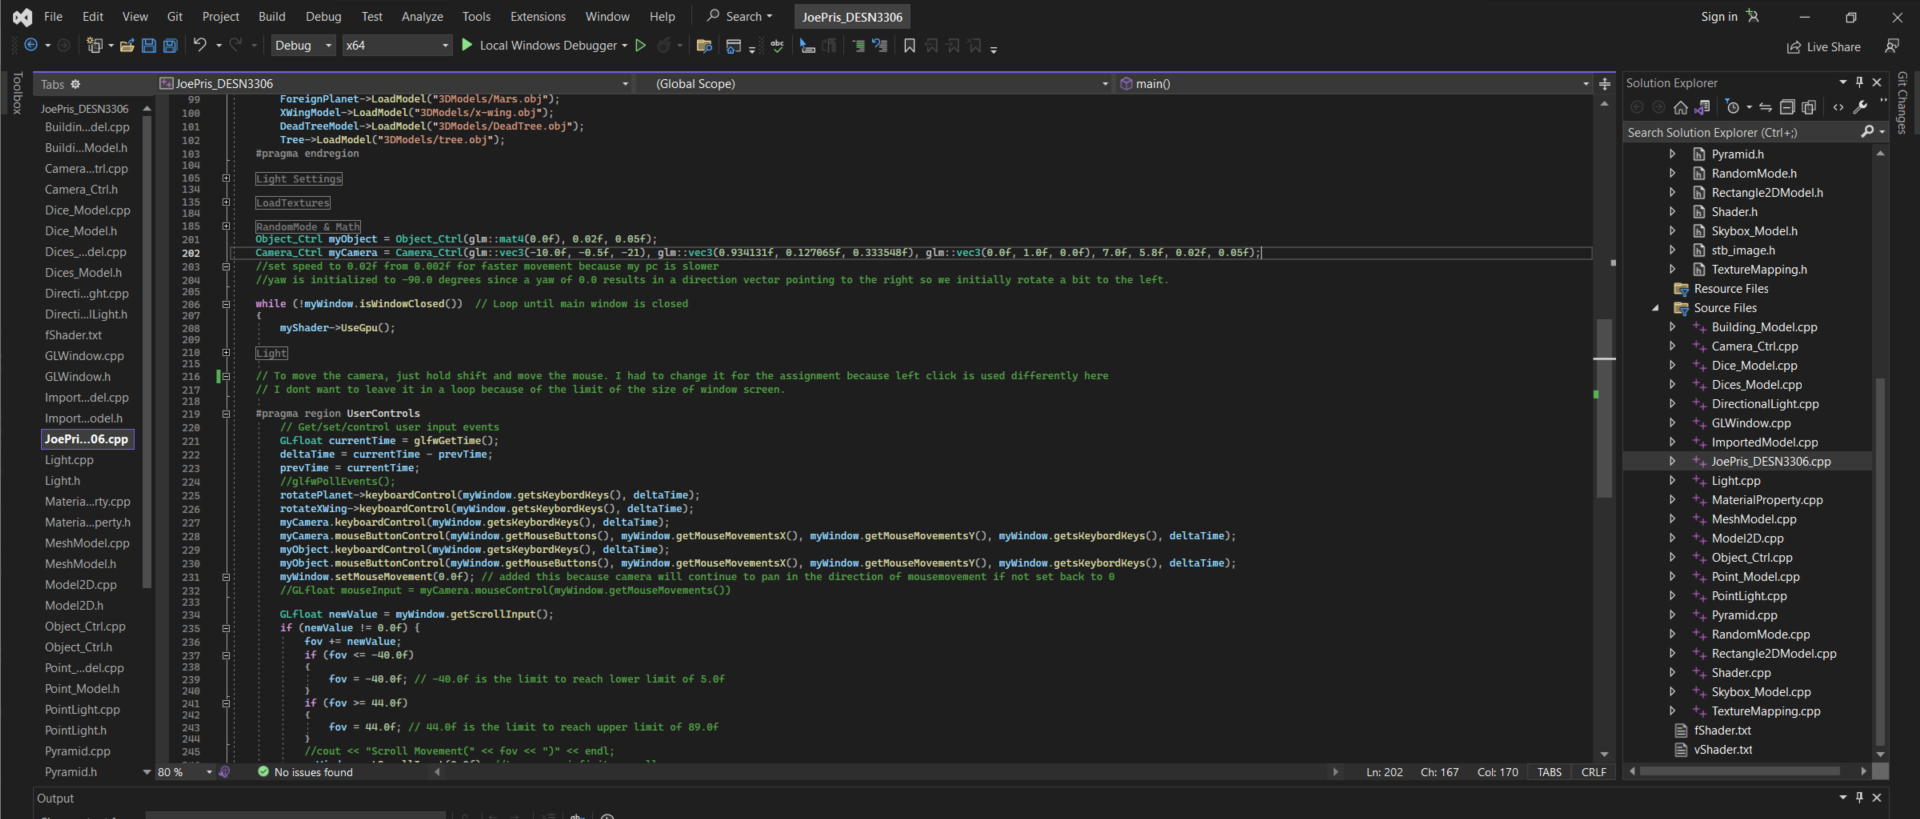 File Edit View Git Project Build Debug Test Analyze Tools Extensions Window Help Search JoePris_DESN3306 Sign in
Debug x64 Local Windows Debugger Live Share
Toolbox
Tabs
JoePris_DESN3306
Buildin...del.cpp
Buildi...Model.h
Camera...trl.cpp
Camera_Ctrl.h
Dice_Model.cpp
Dice_Model.h
Dices_...del.cpp
Dices_Model.h
Directi...ght.cpp
Directi...lLight.h
fShader.txt
GLWindow.cpp
GLWindow.h
Import...del.cpp
Import...odel.h
JoePri...06.cpp
Light.cpp
Light.h
Materia...rty.cpp
Materia...perty.h
MeshModel.cpp
MeshModel.h
Model2D.cpp
Model2D.h
Object_Ctrl.cpp
Object_Ctrl.h
Point_...del.cpp
Point_Model.h
PointLight.cpp
PointLight.h
Pyramid.cpp
Pyramid.h
JoePris_DESN3306 (Global Scope) main()
99 ForeignPlanet->LoadModel("3DModels/Mars.obj");
100 XWingModel->LoadModel("3DModels/x-wing.obj");
101 DeadTreeModel->LoadModel("3DModels/DeadTree.obj");
102 Tree->LoadModel("3DModels/tree.obj");
103 #pragma endregion
104
105 Light Settings
134
135 LoadTextures
184
185 RandomMode & Math
201 Object_Ctrl myObject = Object_Ctrl(glm::mat4(0.0f), 0.02f, 0.05f);
202 Camera_Ctrl myCamera = Camera_Ctrl(glm::vec3(-10.0f, -0.5f, -21), glm::vec3(0.934131f, 0.127065f, 0.333548f), glm::vec3(0.0f, 1.0f, 0.0f), 7.0f, 5.8f, 0.02f, 0.05f);
203 //set speed to 0.02f from 0.002f for faster movement because my pc is slower
204 //yaw is initialized to -90.0 degrees since a yaw of 0.0 results in a direction vector pointing to the right so we initially rotate a bit to the left.
205
206 while (!myWindow.isWindowClosed()) // Loop until main window is closed
207 {
208 myShader->UseGpu();
209
210 Light
215
216 // To move the camera, just hold shift and move the mouse. I had to change it for the assignment because left click is used differently here
217 // I dont want to leave it in a loop because of the limit of the size of window screen.
218
219 #pragma region UserControls
220 // Get/set/control user input events
221 GLfloat currentTime = glfwGetTime();
222 deltaTime = currentTime - prevTime;
223 prevTime = currentTime;
224 //glfwPollEvents();
225 rotatePlanet->keyboardControl(myWindow.getsKeybordKeys(), deltaTime);
226 rotateXWing->keyboardControl(myWindow.getsKeybordKeys(), deltaTime);
227 myCamera.keyboardControl(myWindow.getsKeybordKeys(), deltaTime);
228 myCamera.mouseButtonControl(myWindow.getMouseButtons(), myWindow.getMouseMovementsX(), myWindow.getMouseMovementsY(), myWindow.getsKeybordKeys(), deltaTime);
229 myObject.keyboardControl(myWindow.getsKeybordKeys(), deltaTime);
230 myObject.mouseButtonControl(myWindow.getMouseButtons(), myWindow.getMouseMovementsX(), myWindow.getMouseMovementsY(), myWindow.getsKeybordKeys(), deltaTime);
231 myWindow.setMouseMovement(0.0f); // added this because camera will continue to pan in the direction of mousemovement if not set back to 0
232 //GLfloat mouseInput = myCamera.mouseControl(myWindow.getMouseMovements())
233
234 GLfloat newValue = myWindow.getScrollInput();
235 if (newValue != 0.0f) {
236 fov += newValue;
237 if (fov <= -40.0f)
238 {
239 fov = -40.0f; // -40.0f is the limit to reach lower limit of 5.0f
240 }
241 if (fov >= 44.0f)
242 {
243 fov = 44.0f; // 44.0f is the limit to reach upper limit of 89.0f
244 }
245 //cout << "Scroll Movement(" << fov << ")" << endl;
80 % No issues found Ln: 202 Ch: 167 Col: 170 TABS CRLF
Output
Solution Explorer
Search Solution Explorer (Ctrl+;)
Pyramid.h
RandomMode.h
Rectangle2DModel.h
Shader.h
Skybox_Model.h
stb_image.h
TextureMapping.h
Resource Files
Source Files
Building_Model.cpp
Camera_Ctrl.cpp
Dice_Model.cpp
Dices_Model.cpp
DirectionalLight.cpp
GLWindow.cpp
ImportedModel.cpp
JoePris_DESN3306.cpp
Light.cpp
MaterialProperty.cpp
MeshModel.cpp
Model2D.cpp
Object_Ctrl.cpp
Point_Model.cpp
PointLight.cpp
Pyramid.cpp
RandomMode.cpp
Rectangle2DModel.cpp
Shader.cpp
Skybox_Model.cpp
TextureMapping.cpp
fShader.txt
vShader.txt
Git Changes